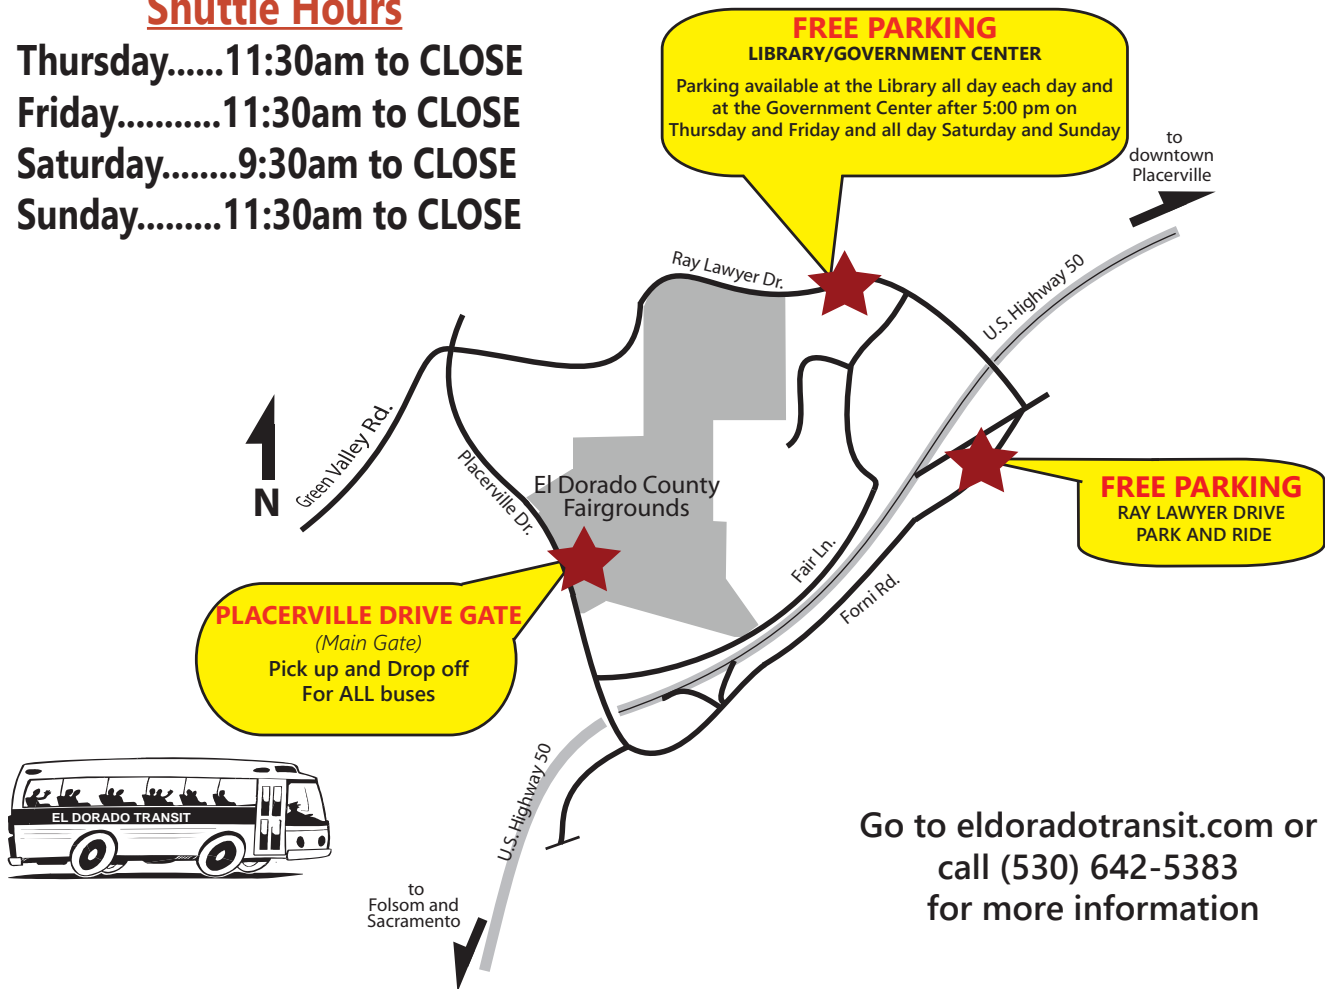 Shuttle Hours
Thursday......11:30am to CLOSE
Friday...........11:30am to CLOSE
Saturday........9:30am to CLOSE
Sunday.........11:30am to CLOSE
FREE PARKING
LIBRARY/GOVERNMENT CENTER
Parking available at the Library all day each day and
at the Government Center after 5:00 pm on
Thursday and Friday and all day Saturday and Sunday
to
downtown
Placerville
Ray Lawyer Dr.
U.S. Highway 50
Green Valley Rd.
N
Placerville Dr.
El Dorado County
Fairgrounds
FREE PARKING
RAY LAWYER DRIVE
PARK AND RIDE
Fair Ln.
Forni Rd.
PLACERVILLE DRIVE GATE
(Main Gate)
Pick up and Drop off
For ALL buses
U.S. Highway 50
EL DORADO TRANSIT
to
Folsom and
Sacramento
Go to eldoradotransit.com or
call (530) 642-5383
for more information